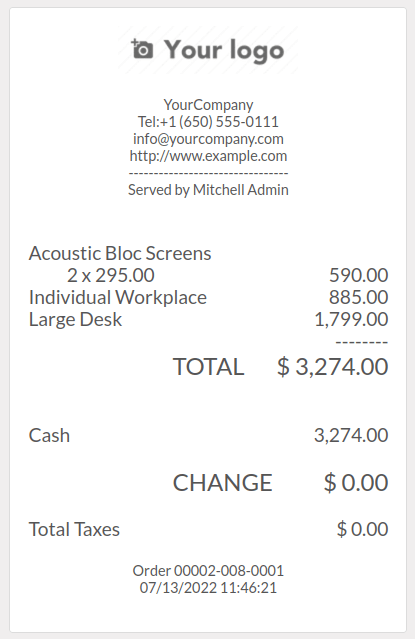 Your logo
YourCompany
Tel:+1 (650) 555-0111
info@yourcompany.com
http://www.example.com
--------------------------------
Served by Mitchell Admin
Acoustic Bloc Screens
2 x 295.00 590.00
Individual Workplace 885.00
Large Desk 1,799.00
--------
TOTAL $ 3,274.00
Cash 3,274.00
CHANGE $ 0.00
Total Taxes $ 0.00
Order 00002-008-0001
07/13/2022 11:46:21